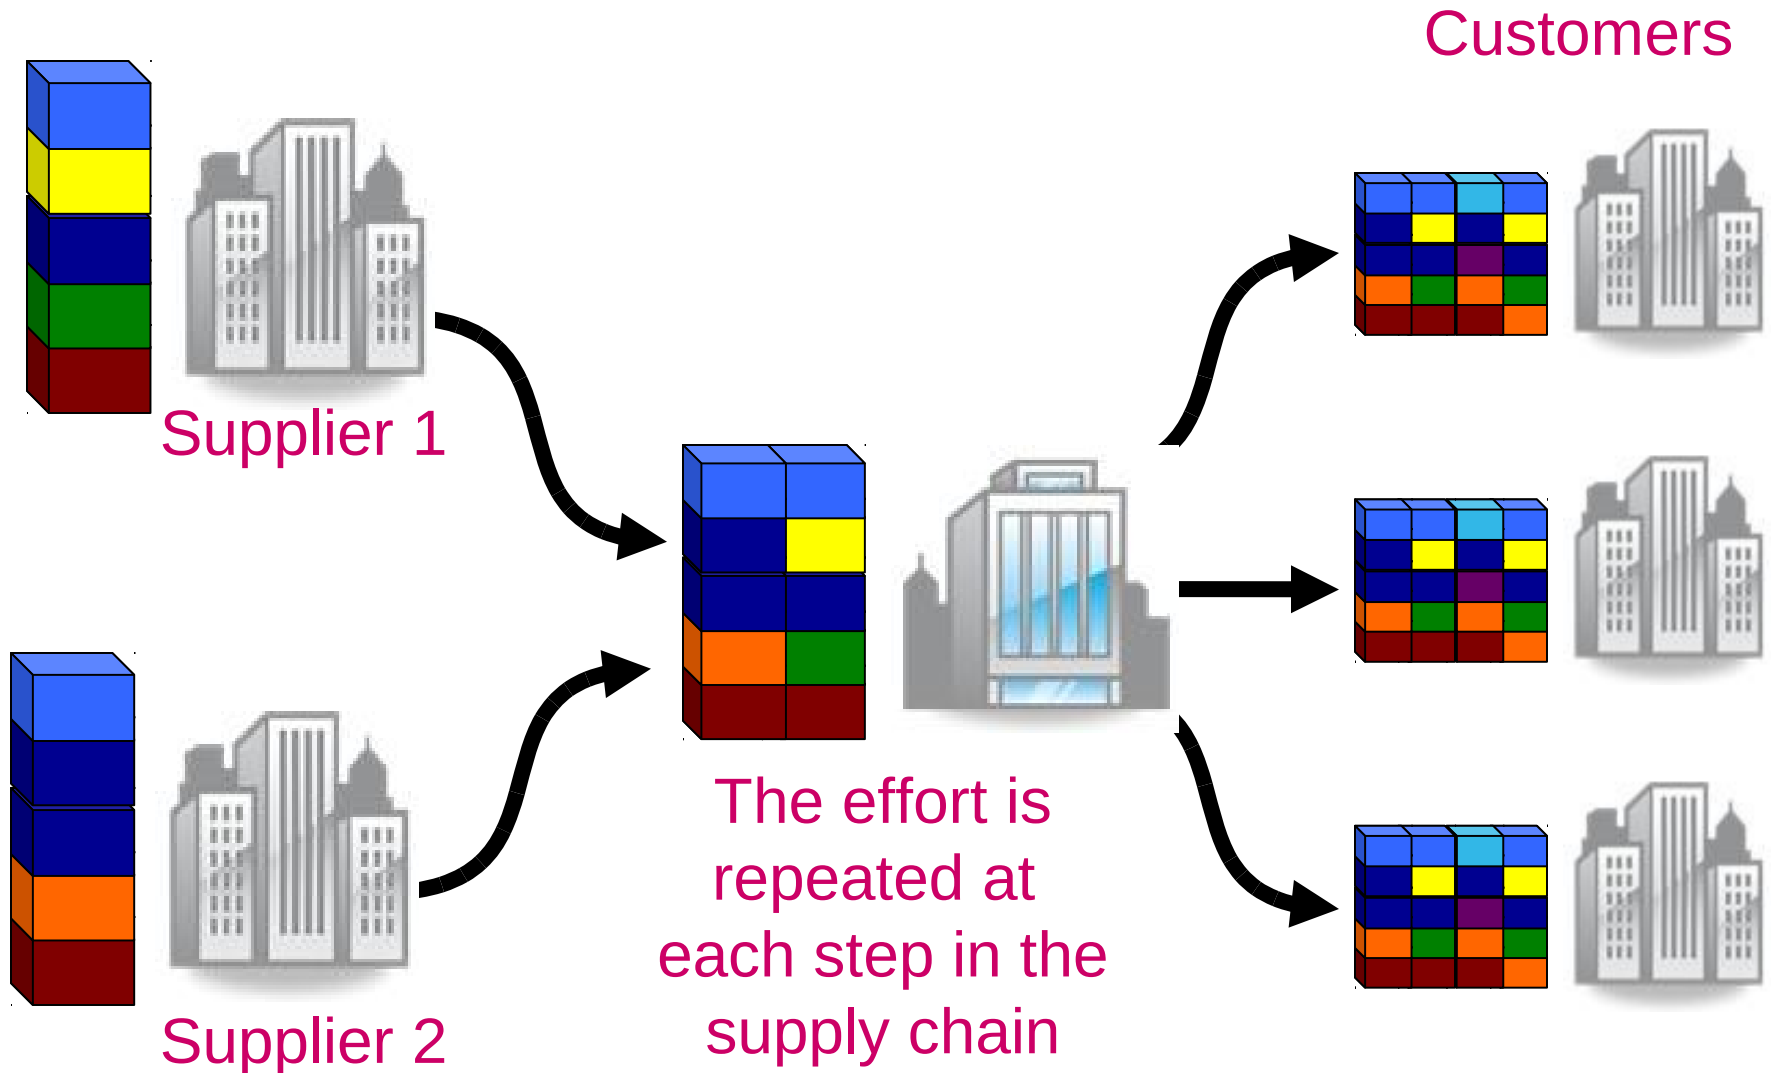 Customers
Supplier 1
The effort is
repeated at
each step in the
supply chain
Supplier 2